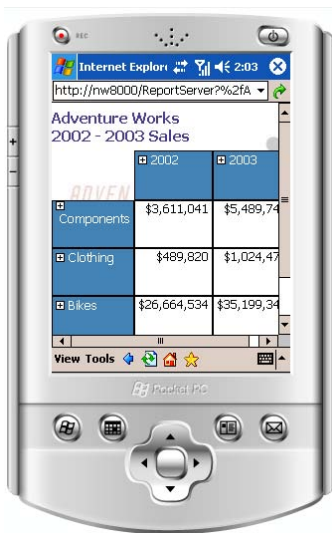 REC
Internet Explore 2:03
http://nw8000/ReportServer?%2fA
Adventure Works
2002 - 2003 Sales
2002 2003
ADVEN
Components $3,611,041 $5,489,74
Clothing $489,820 $1,024,47
Bikes $26,664,534 $35,199,34
View Tools
Pocket PC